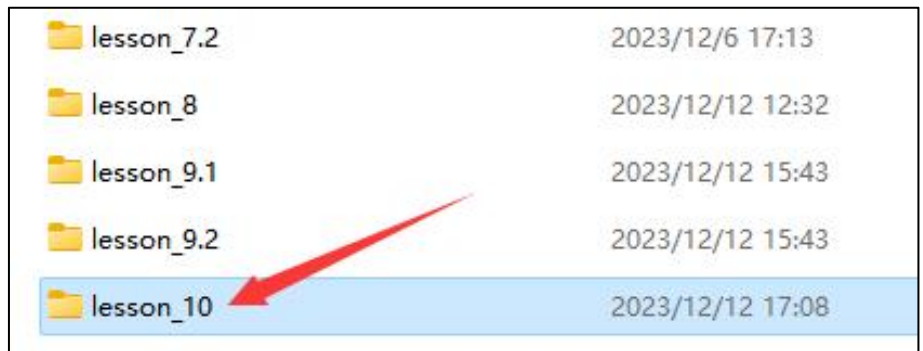 lesson_7.2 2023/12/6 17:13
lesson_8 2023/12/12 12:32
lesson_9.1 2023/12/12 15:43
lesson_9.2 2023/12/12 15:43
lesson_10 2023/12/12 17:08